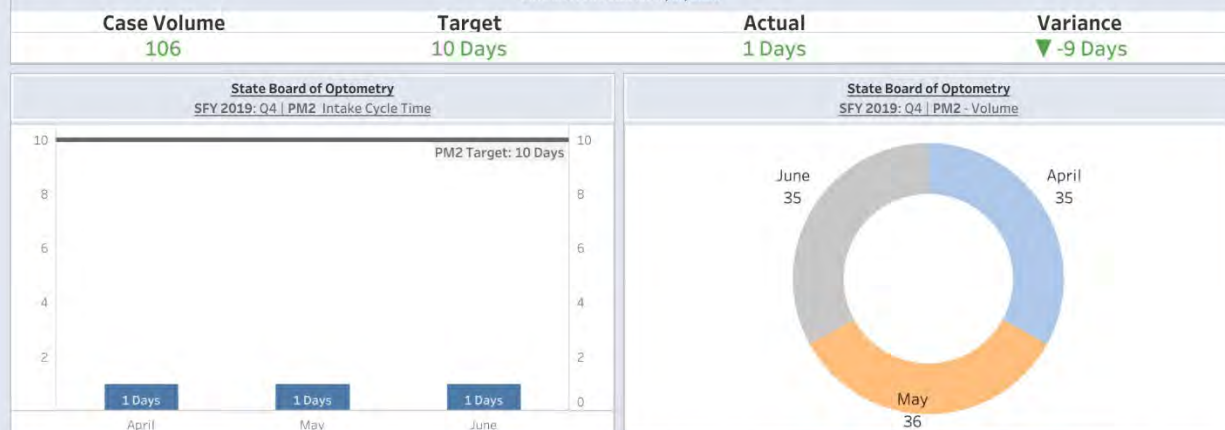 Case Volume Target Actual Variance
106 10 Days 1 Days ▼ -9 Days
State Board of Optometry
SFY 2019: Q4 | PM2 Intake Cycle Time
10 10
PM2 Target: 10 Days
8 8
6 6
4 4
2 2
1 Days 1 Days 1 Days 0
April May June
State Board of Optometry
SFY 2019: Q4 | PM2 - Volume
June April
35 35
May
36